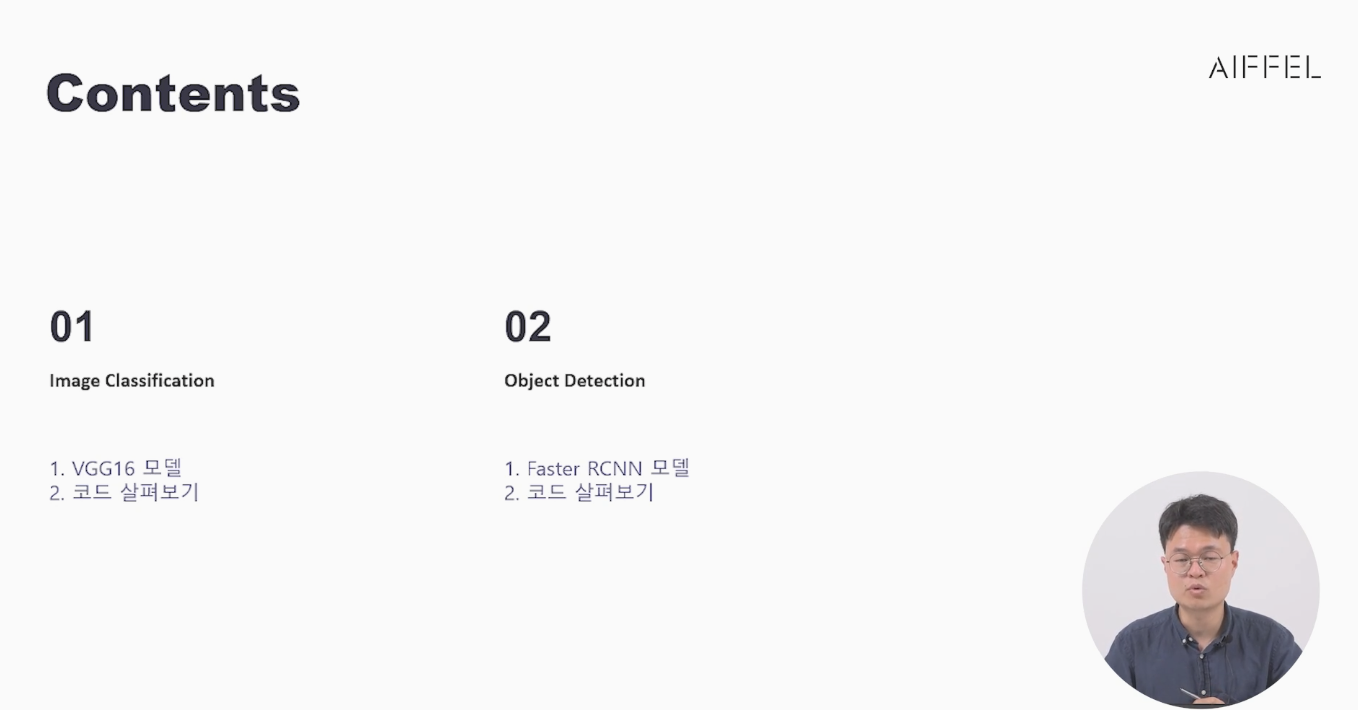 Contents
AIFFEL
01
Image Classification
1. VGG16 모델
2. 코드 살펴보기
02
Object Detection
1. Faster RCNN 모델
2. 코드 살펴보기